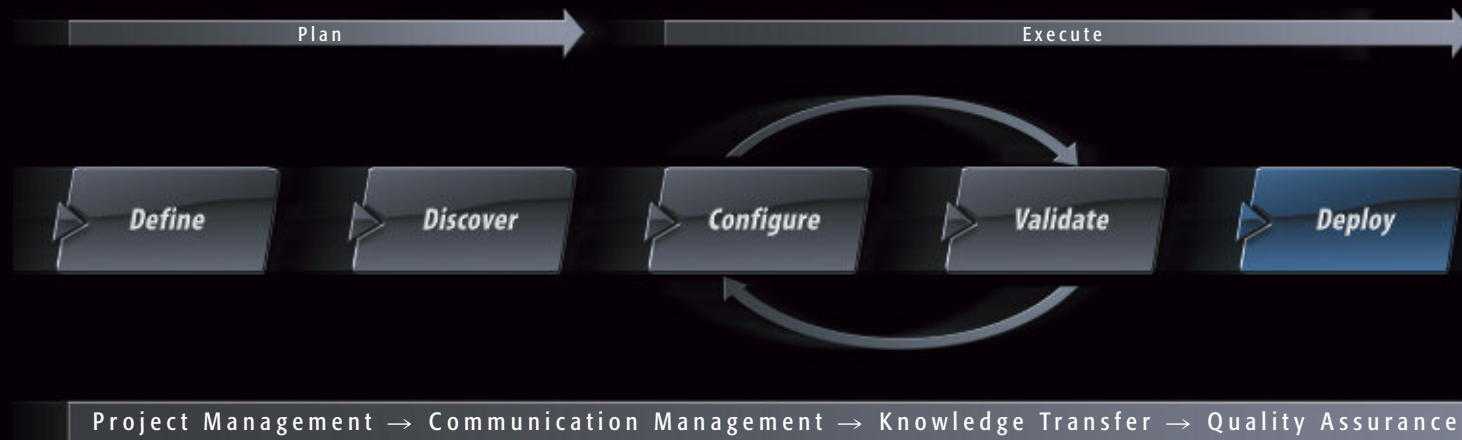 Plan Execute
Define Discover Configure Validate Deploy
Project Management → Communication Management → Knowledge Transfer → Quality Assurance